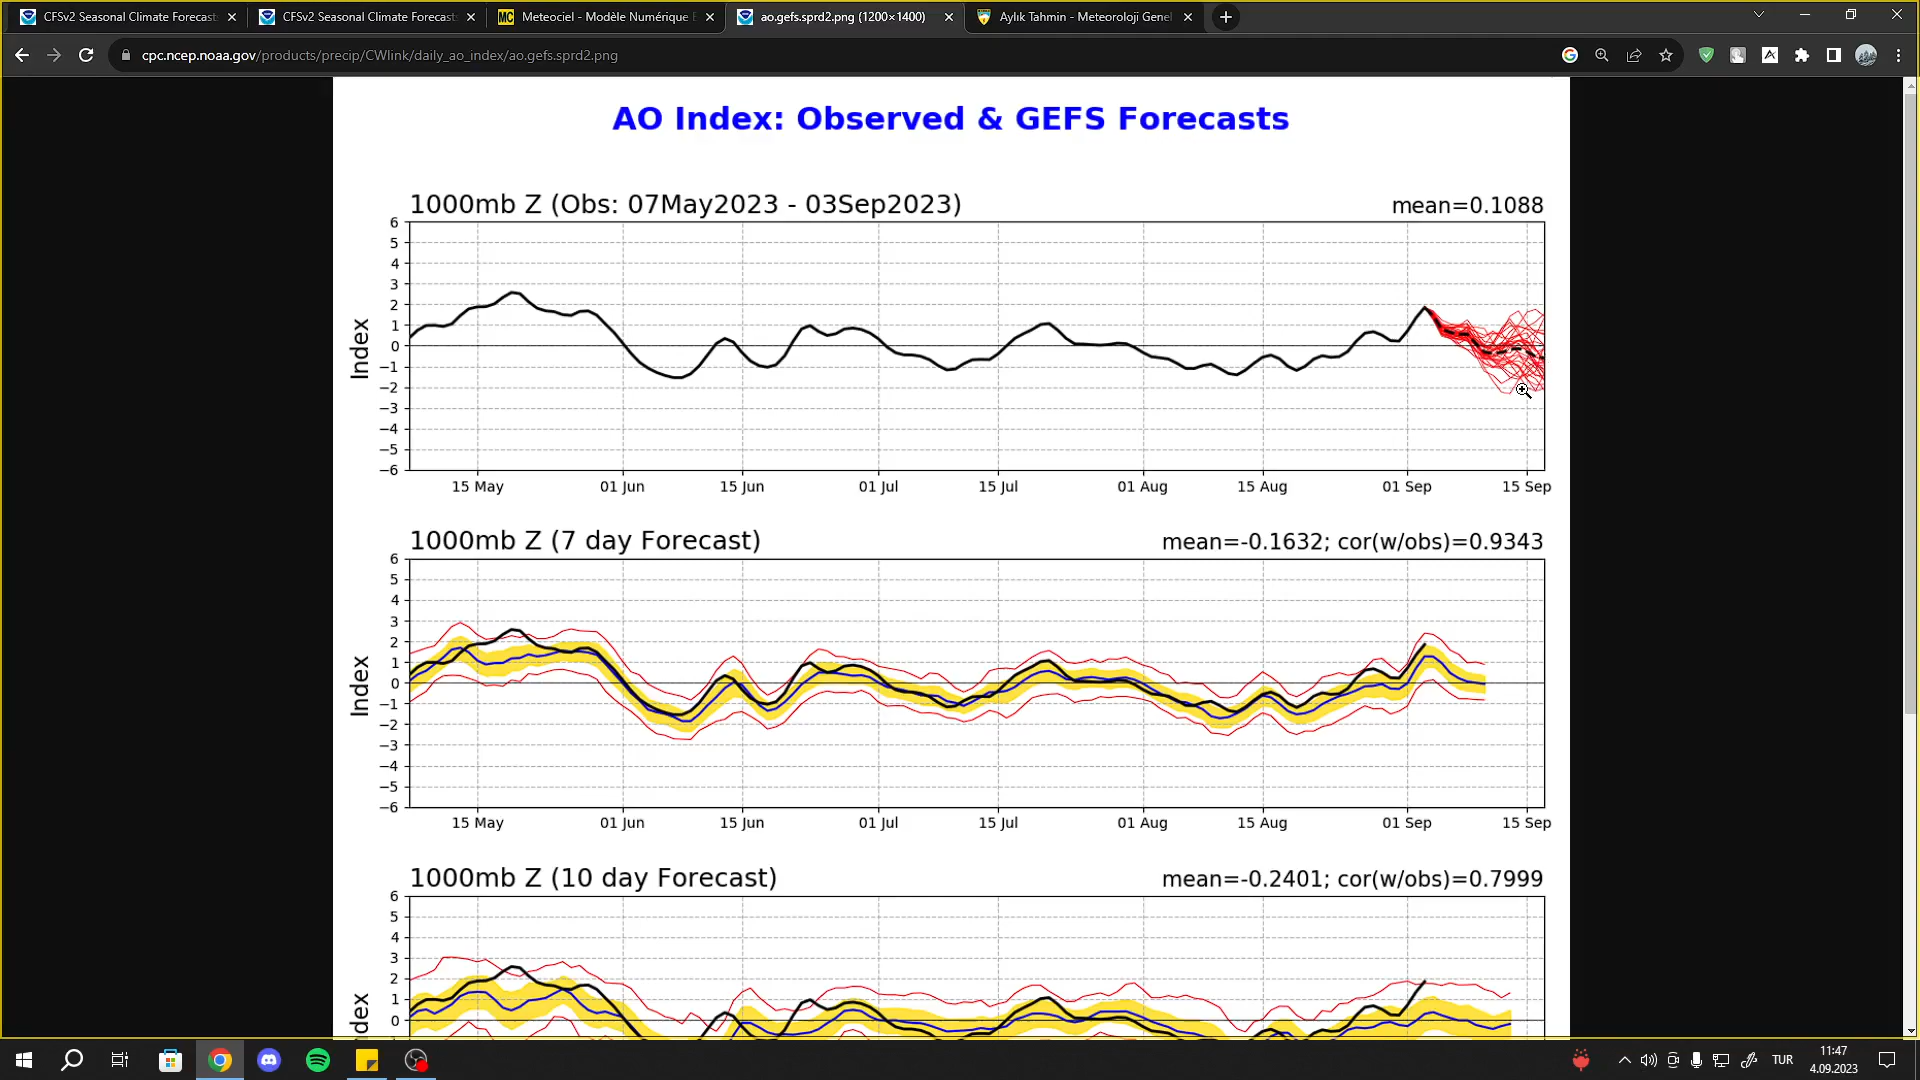 CFSv2 Seasonal Climate Forecast
CFSv2 Seasonal Climate Forecasts
MC Meteociel - Modèle Numérique
ao.gefs.sprd2.png (1200×1400)
Aylık Tahmin - Meteoroloji Genel
cpc.ncep.noaa.gov/products/precip/CWlink/daily_ao_index/ao.gefs.sprd2.png
AO Index: Observed & GEFS Forecasts
1000mb Z (Obs: 07May2023 - 03Sep2023)
mean=0.1088
6
5
4
3
2
1
0
−1
−2
−3
−4
−5
−6
Index
15 May
01 Jun
15 Jun
01 Jul
15 Jul
01 Aug
15 Aug
01 Sep
15 Sep
1000mb Z (7 day Forecast)
mean=-0.1632; cor(w/obs)=0.9343
6
5
4
3
2
1
0
−1
−2
−3
−4
−5
−6
Index
15 May
01 Jun
15 Jun
01 Jul
15 Jul
01 Aug
15 Aug
01 Sep
15 Sep
1000mb Z (10 day Forecast)
mean=-0.2401; cor(w/obs)=0.7999
6
5
4
3
2
1
0
dex
TUR
11:47
4.09.2023